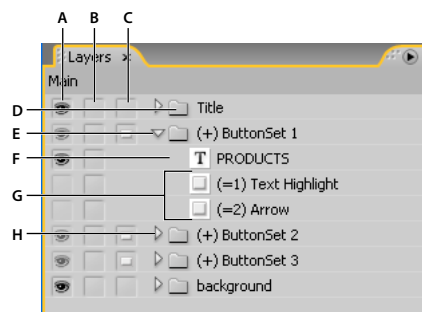 A B C
Layers x
Main
D Title
E (+) ButtonSet 1
F T PRODUCTS
G (=1) Text Highlight
(=2) Arrow
H (+) ButtonSet 2
(+) ButtonSet 3
background